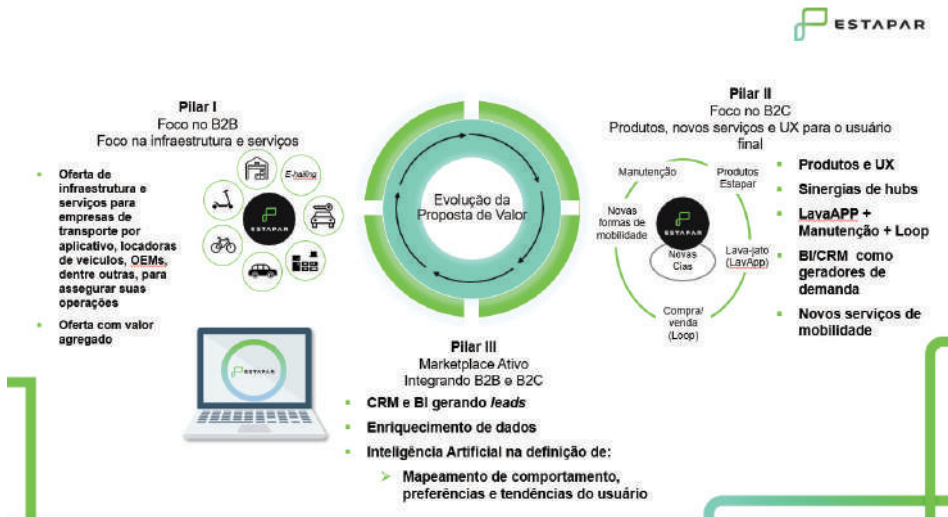 ESTAPAR
Pilar I
Foco no B2B
Foco na infraestrutura e serviços
Oferta de
infraestrutura e
serviços para
empresas de
transporte por
aplicativo, locadoras
de veículos, OEMs,
dentre outras, para
assegurar suas
operações
Oferta com valor
agregado
E-hailing
Evolução da
Proposta de Valor
Pilar II
Foco no B2C
Produtos, novos serviços e UX para o usuário
final
Manutenção
Produtos
Estapar
Novas
formas de
mobilidade
ESTAPAR
Novas
Cias
Lava-jato
(LavApp)
Compra/
venda
(Loop)
Produtos e UX
Sinergias de hubs
LavaAPP +
Manutenção + Loop
BI/CRM como
geradores de
demanda
Novos serviços de
mobilidade
ESTAPAR
Pilar III
Marketplace Ativo
Integrando B2B e B2C
CRM e BI gerando leads
Enriquecimento de dados
Inteligência Artificial na definição de:
Mapeamento de comportamento,
preferências e tendências do usuário